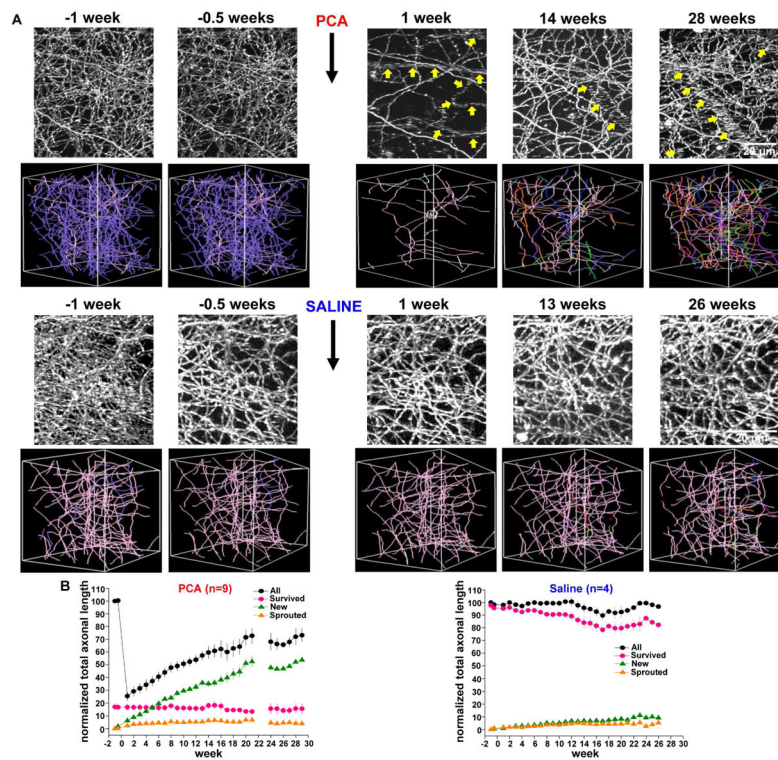 A
-1 week -0.5 weeks PCA 1 week 14 weeks 28 weeks
20 µm
-1 week -0.5 weeks SALINE 1 week 13 weeks 26 weeks
20 µm
B
PCA (n=9)
normalized total axonal length
110
100
90
80
70
60
50
40
30
20
10
0
All
Survived
New
Sprouted
-2 0 2 4 6 8 10 12 14 16 18 20 22 24 26 28 30
week
Saline (n=4)
normalized total axonal length
110
100
90
80
70
60
50
40
30
20
10
0
All
Survived
New
Sprouted
-2 0 2 4 6 8 10 12 14 16 18 20 22 24 26 28 30
week